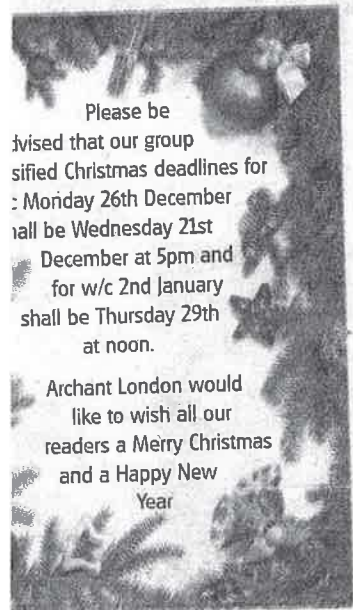 Please be
dvised that our group
sified Christmas deadlines for
c Monday 26th December
hall be Wednesday 21st
December at 5pm and
for w/c 2nd January
shall be Thursday 29th
at noon.
Archant London would
like to wish all our
readers a Merry Christmas
and a Happy New
Year